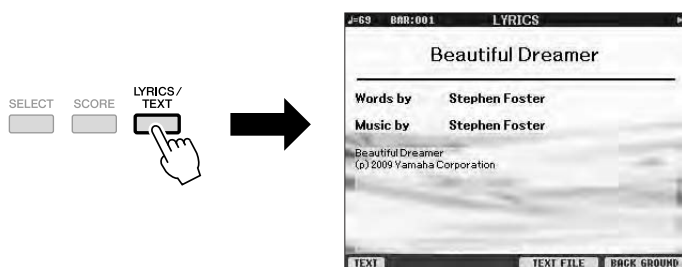 SELECT
SCORE
LYRICS/
TEXT
♩=69 BAR:001 LYRICS
Beautiful Dreamer
Words by Stephen Foster
Music by Stephen Foster
Beautiful Dreamer
(p) 2009 Yamaha Corporation
TEXT TEXT FILE BACK GROUND